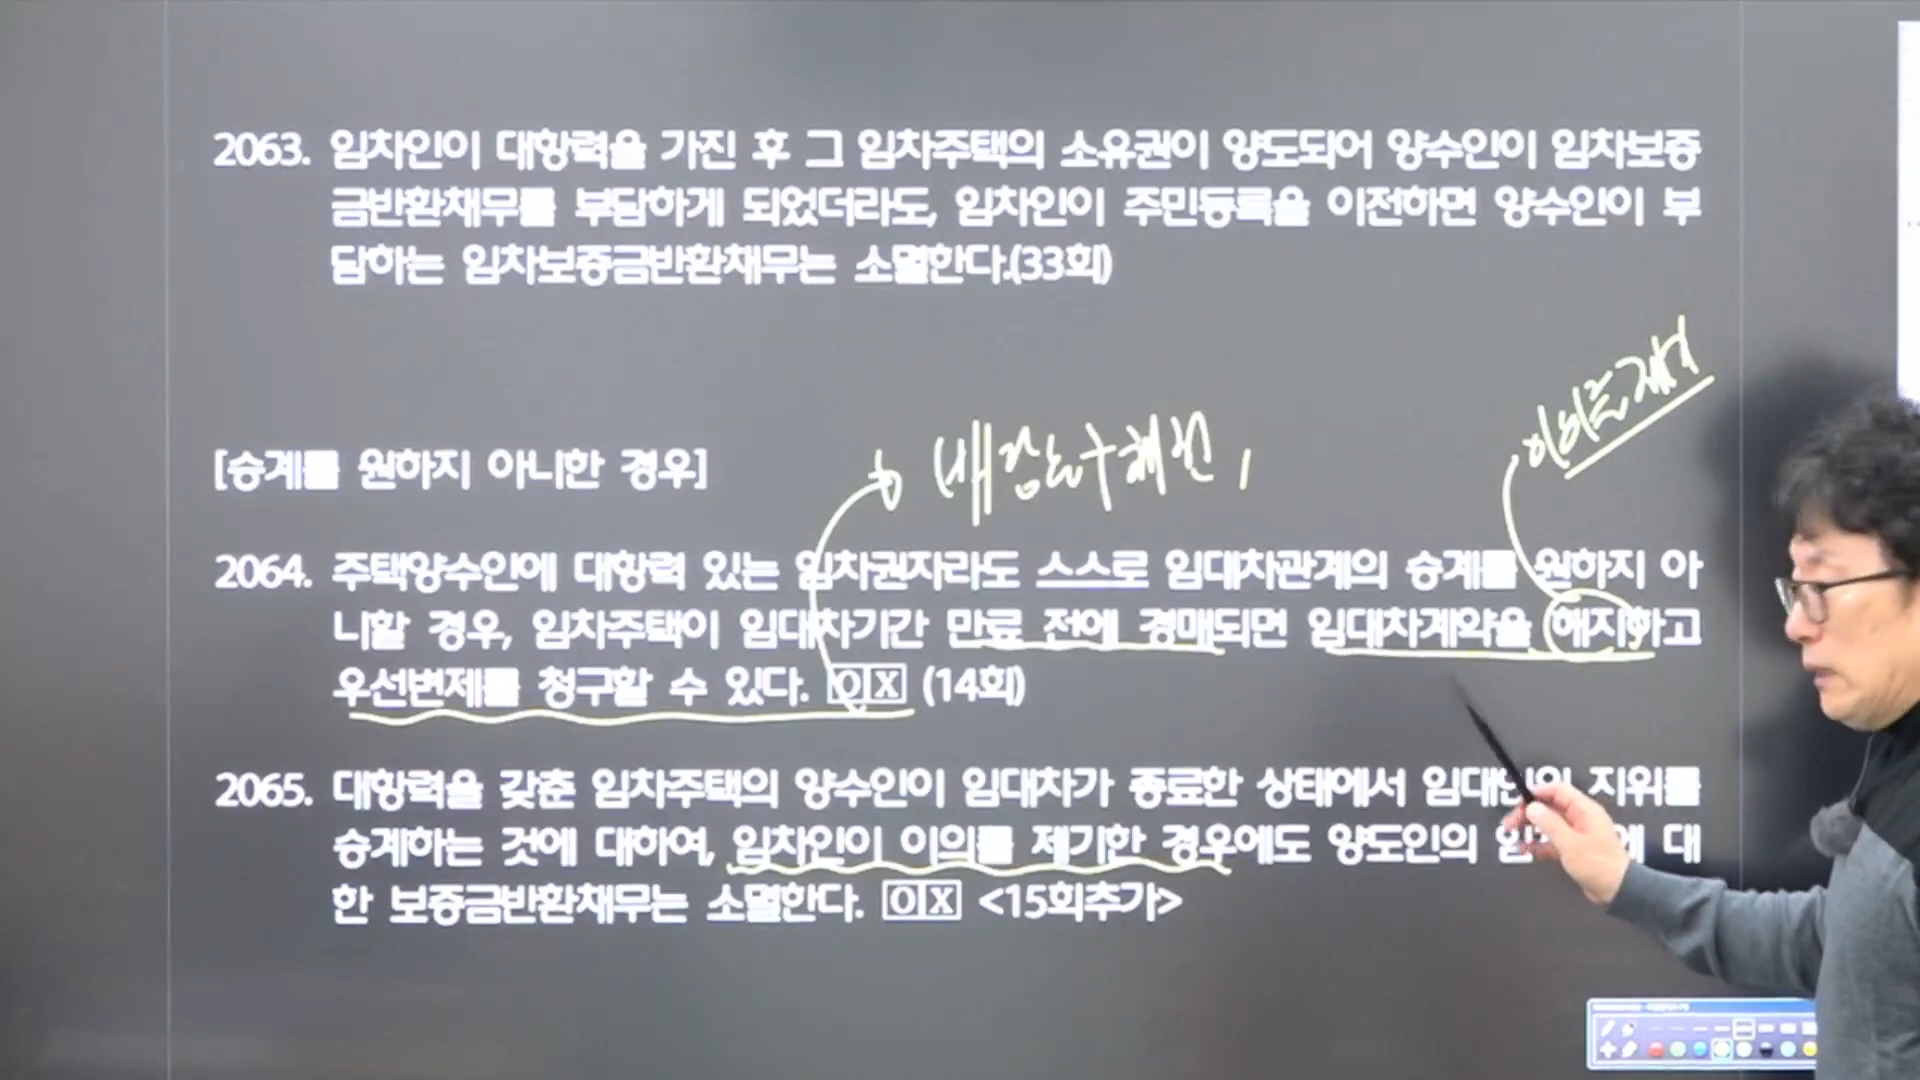 2063. 임차인이 대항력을 가진 후 그 임차주택의 소유권이 양도되어 양수인이 임차보증
금반환채무를 부담하게 되었더라도, 임차인이 주민등록을 이전하면 양수인이 부
담하는 임차보증금반환채무는 소멸한다.(33회)
이의를 제기
[승계를 원하지 아니한 경우]
2064. 주택양수인에 대항력 있는 임차권자라도 스스로 임대차관계의 승계를 원하지 아
니할 경우, 임차주택이 임대차기간 만료 전에 경매되면 임대차계약을 해지하고
우선변제를 청구할 수 있다. O X (14회)
2065. 대항력을 갖춘 임차주택의 양수인이 임대차가 종료한 상태에서 임대인의 지위를
승계하는 것에 대하여, 임차인이 이의를 제기한 경우에도 양도인의 대
한 보증금반환채무는 소멸한다. O X <15회추가>